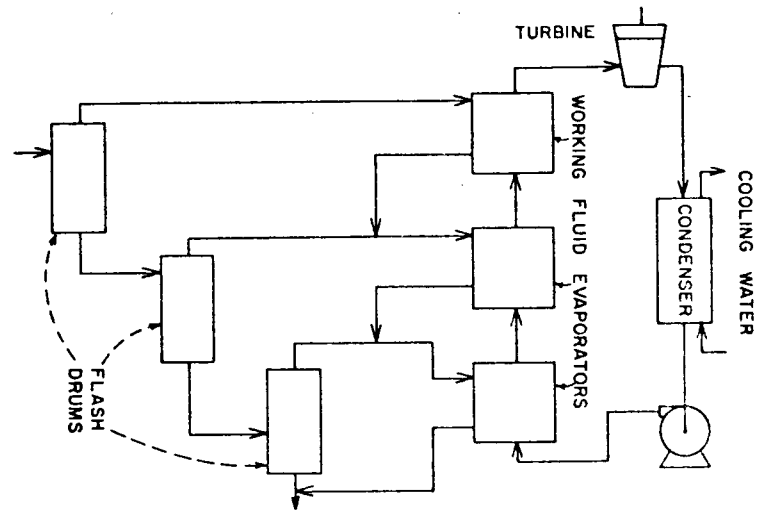 TURBINE
WORKING FLUID EVAPORATORS
CONDENSER
COOLING WATER
FLASH
DRUMS